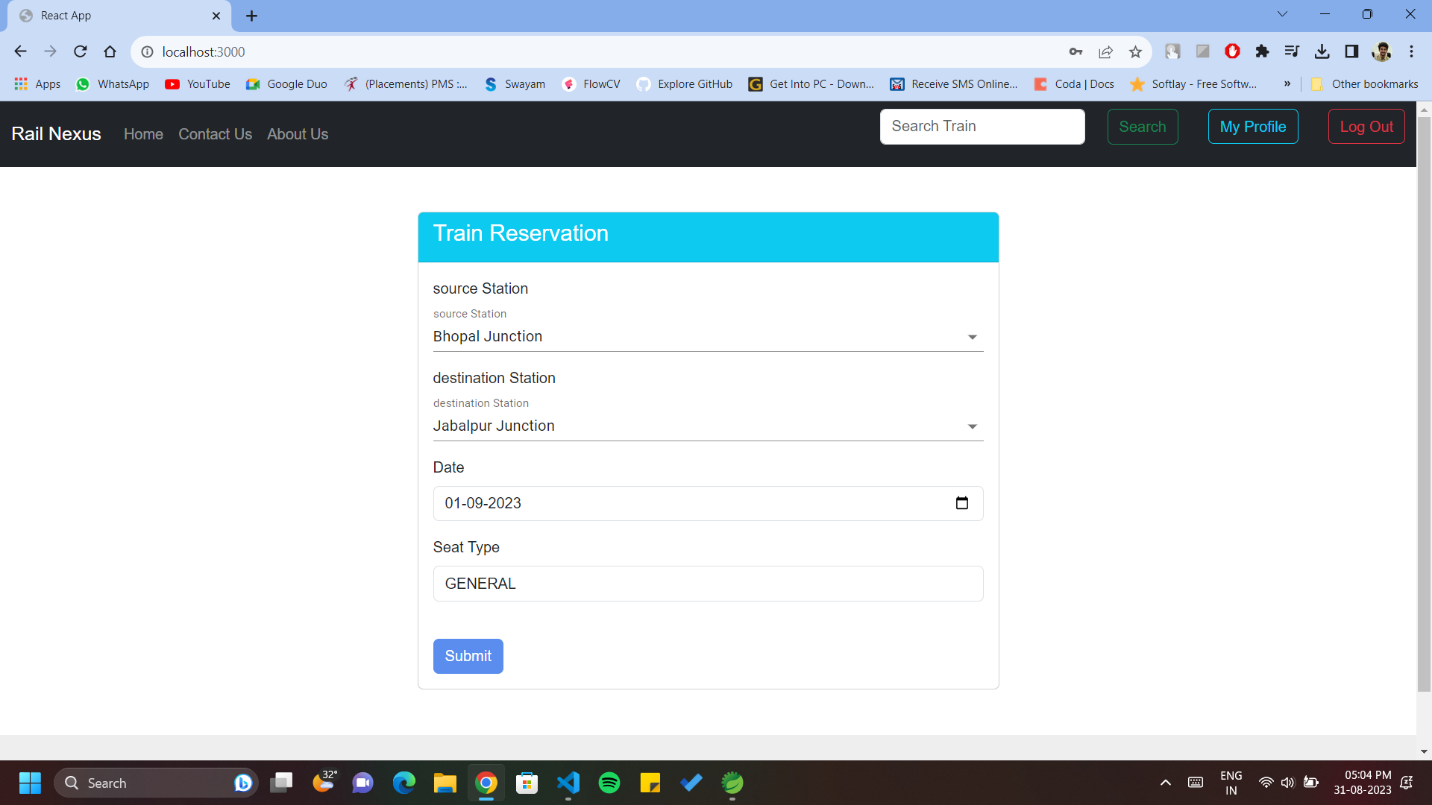 React App
localhost:3000
Apps WhatsApp YouTube Google Duo (Placements) PMS :... Swayam FlowCV Explore GitHub Get Into PC - Down... Receive SMS Online... Coda | Docs Softlay - Free Softw... » Other bookmarks
Rail Nexus Home Contact Us About Us Search Train Search My Profile Log Out
Train Reservation
source Station
source Station
Bhopal Junction
destination Station
destination Station
Jabalpur Junction
Date
01-09-2023
Seat Type
GENERAL
Submit
Search 32° ENG 05:04 PM
IN 31-08-2023